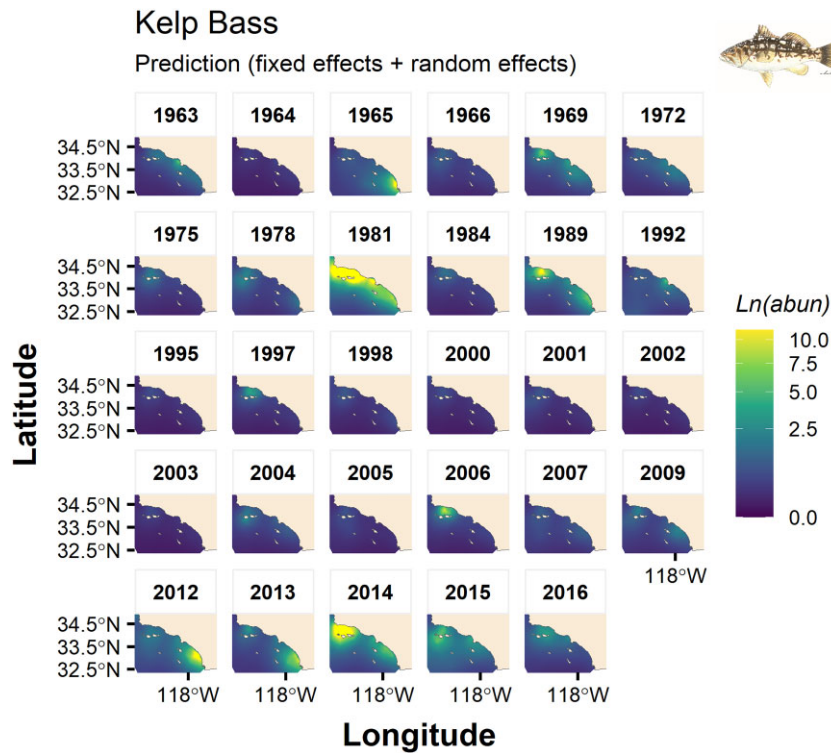 Kelp Bass
Prediction (fixed effects + random effects)
1963 1964 1965 1966 1969 1972
34.5°N
33.5°N
32.5°N
1975 1978 1981 1984 1989 1992
34.5°N
33.5°N
32.5°N
1995 1997 1998 2000 2001 2002
34.5°N
33.5°N
32.5°N
2003 2004 2005 2006 2007 2009
34.5°N
33.5°N
32.5°N
118°W
2012 2013 2014 2015 2016
34.5°N
33.5°N
32.5°N
118°W 118°W 118°W 118°W 118°W
Latitude
Longitude
Ln(abun)
10.0
7.5
5.0
2.5
0.0